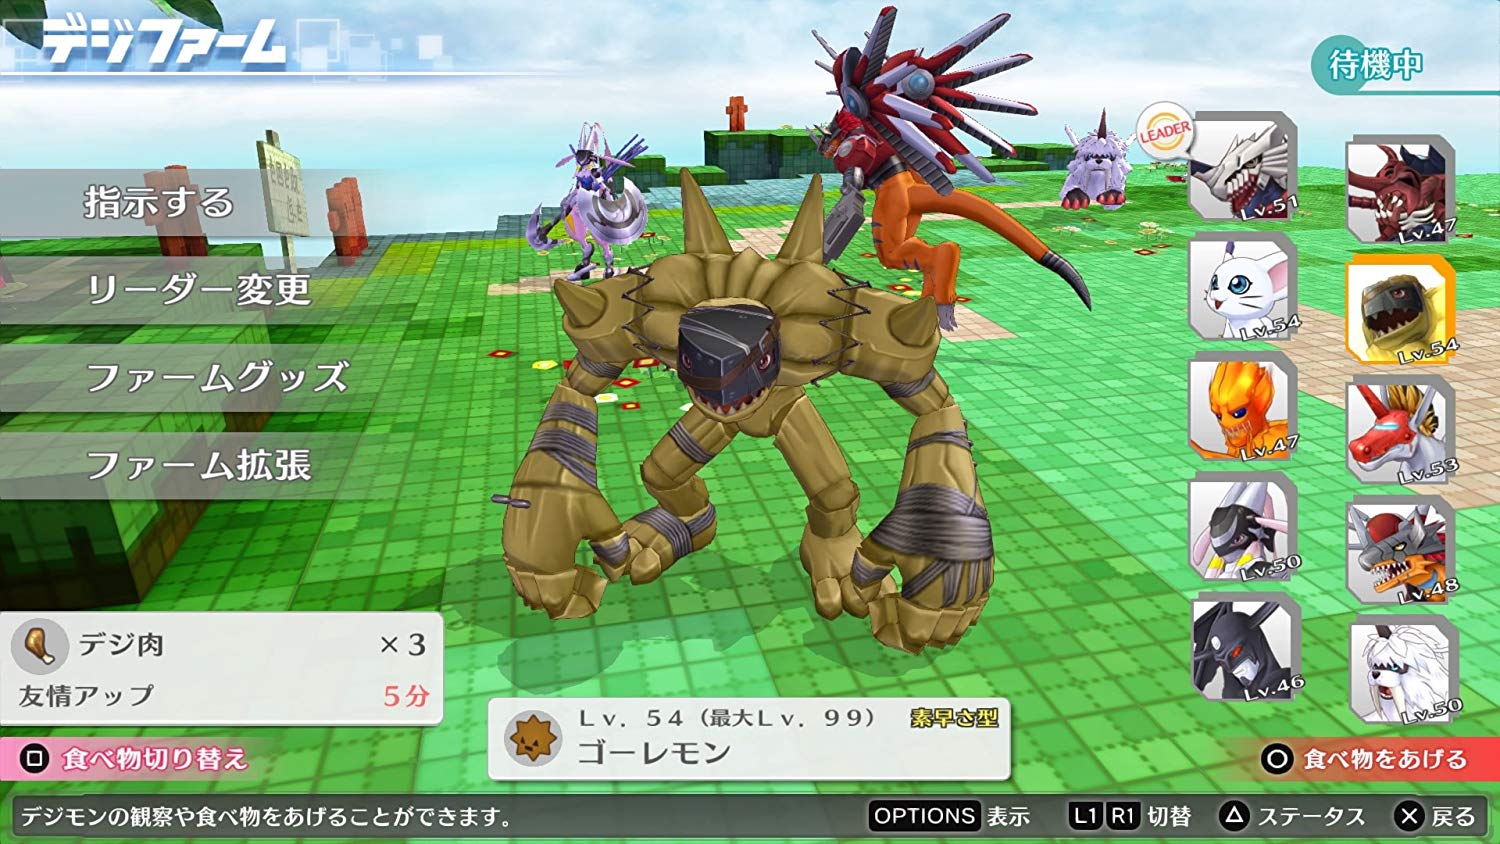 デジファーム
待機中
指示する
リーダー変更
ファームグッズ
ファーム拡張
LEADER
Lv.51
Lv.47
Lv.54
Lv.54
Lv.47
Lv.53
Lv.50
Lv.48
Lv.46
Lv.50
デジ肉 ×3
友情アップ 5分
食べ物切り替え
Lv. 54 (最大Lv. 99) 素早さ型
ゴーレモン
食べ物をあげる
デジモンの観察や食べ物をあげることができます。
OPTIONS 表示 L1 R1 切替 ステータス 戻る